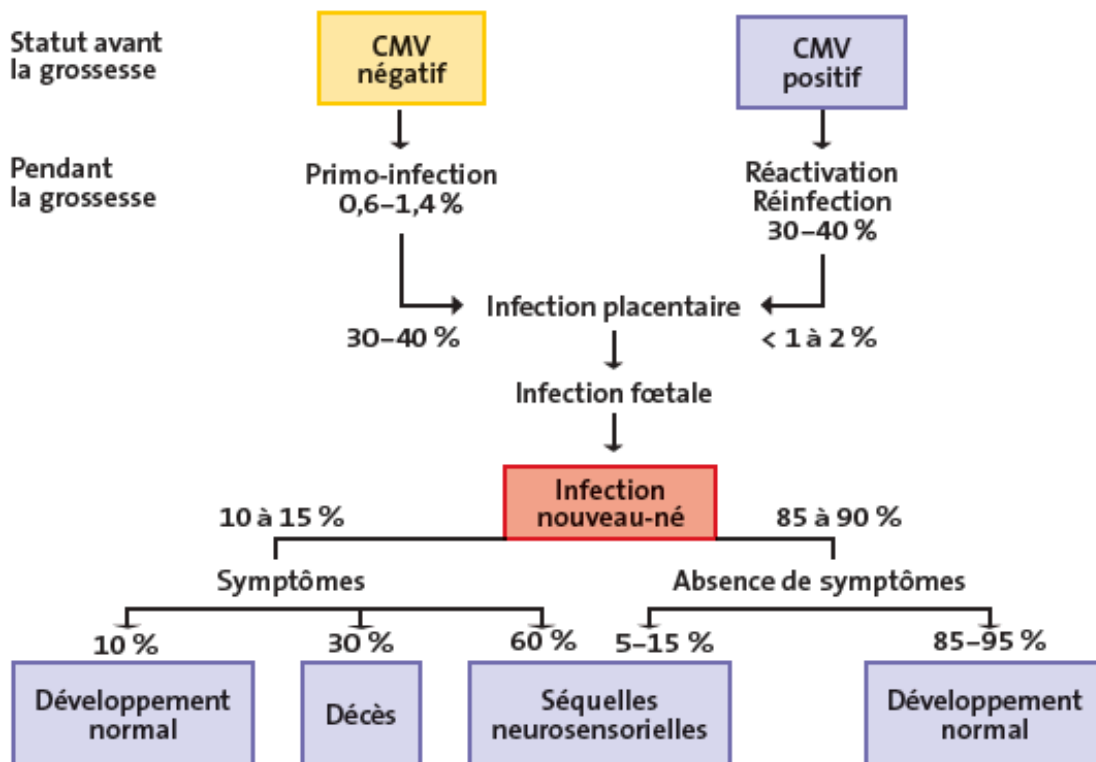 Statut avant
la grossesse
CMV
négatif
CMV
positif
Pendant
la grossesse
Primo-infection
0,6–1,4 %
Réactivation
Réinfection
30–40 %
Infection placentaire
30–40 %
< 1 à 2 %
Infection fœtale
Infection
nouveau-né
10 à 15 %
85 à 90 %
Symptômes
Absence de symptômes
10 %
30 %
60 %
5–15 %
85–95 %
Développement
normal
Décès
Séquelles
neurosensorielles
Développement
normal